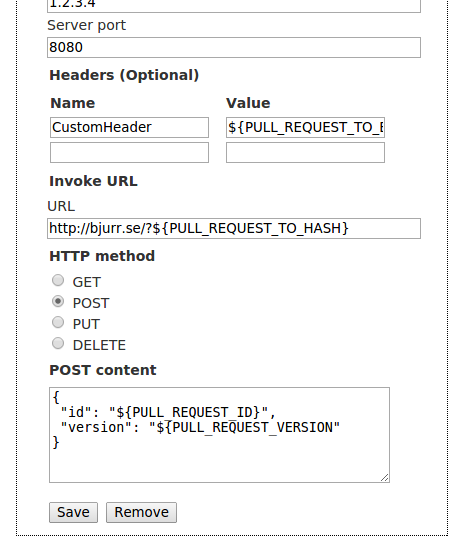 1.2.3.4
Server port
8080
Headers (Optional)
Name Value
CustomHeader ${PULL_REQUEST_TO_
Invoke URL
URL
http://bjurr.se/?${PULL_REQUEST_TO_HASH}
HTTP method
GET
POST
PUT
DELETE
POST content
{
"id": "${PULL_REQUEST_ID}",
"version": "${PULL_REQUEST_VERSION"
}
Save Remove